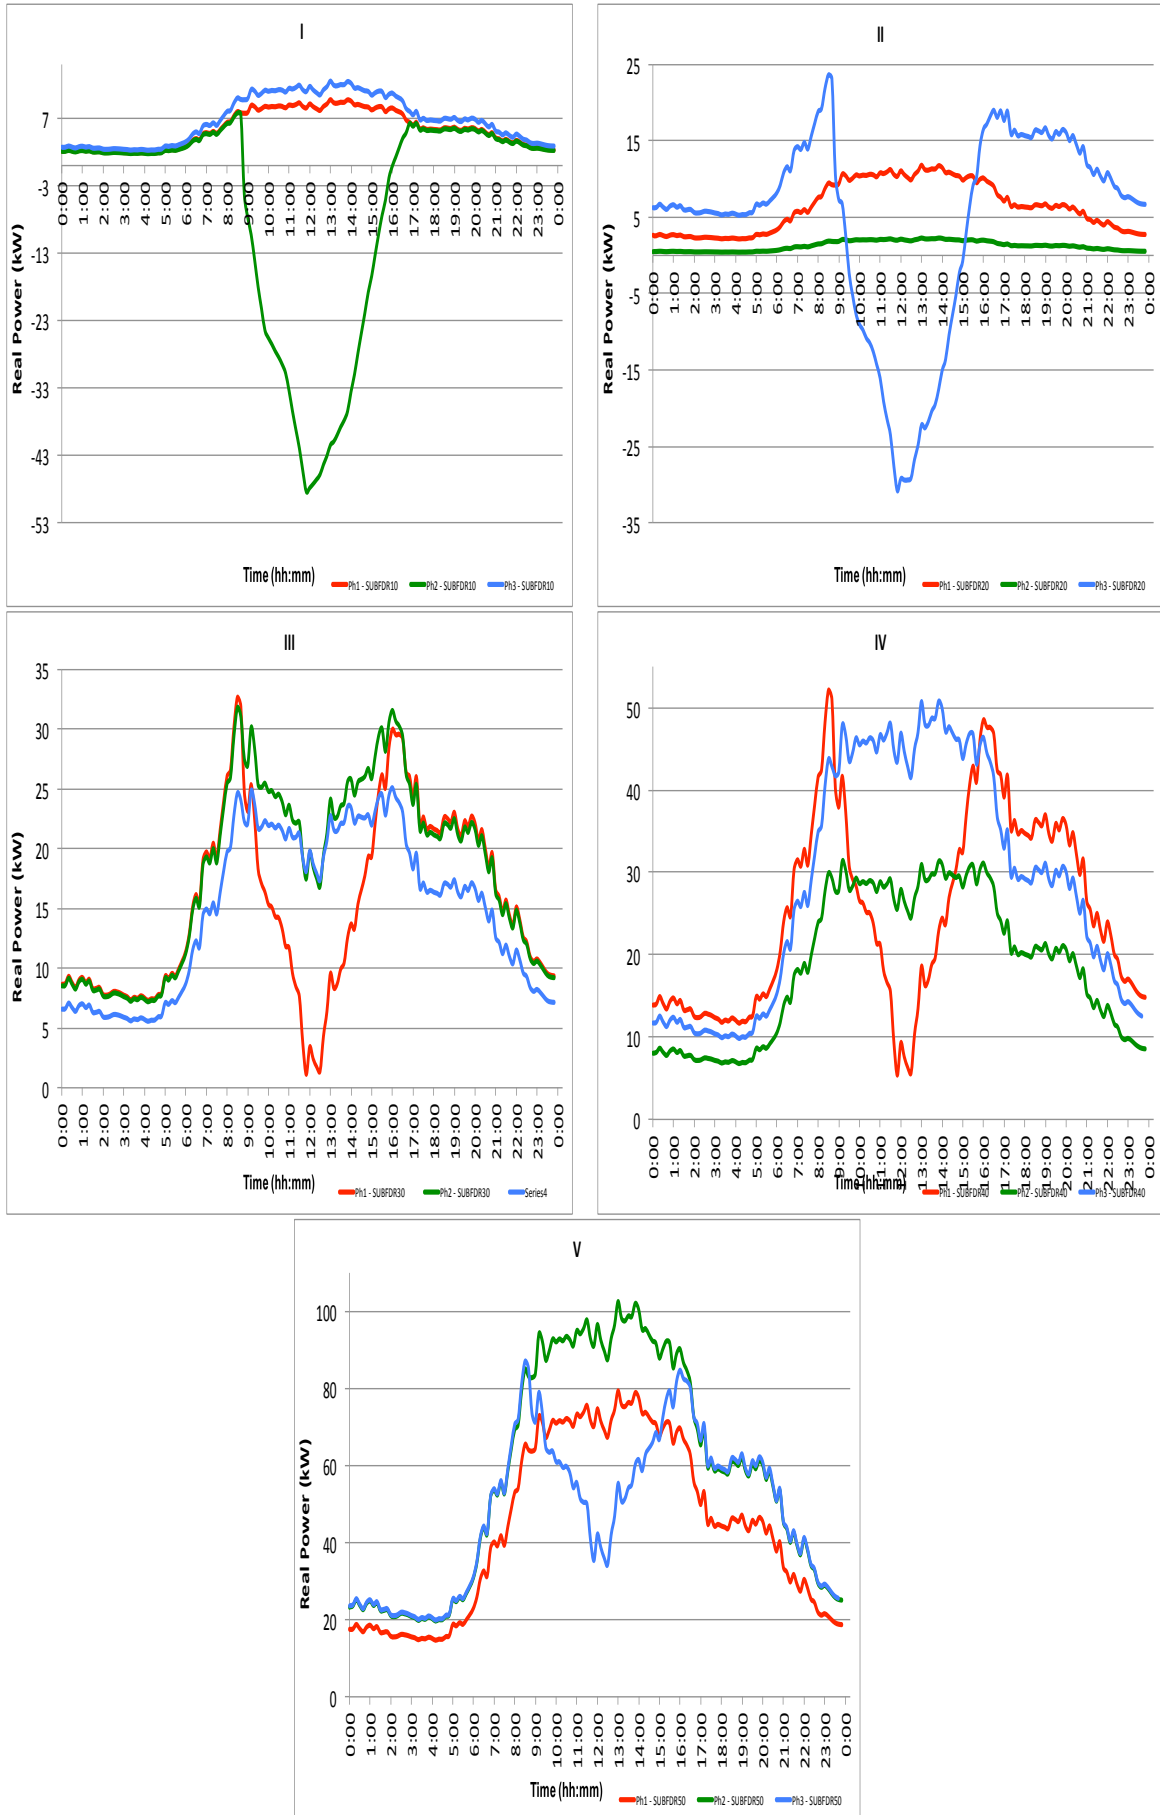 I
7
-3
-13
-23
-33
-43
-53
Real Power (kW)
0:00 1:00 2:00 3:00 4:00 5:00 6:00 7:00 8:00 9:00 10:00 11:00 12:00 13:00 14:00 15:00 16:00 17:00 18:00 19:00 20:00 21:00 22:00 23:00 0:00
Time (hh:mm)
Ph1 - SUBFDR10 Ph2 - SUBFDR10 Ph3 - SUBFDR10
II
25
15
5
-5
-15
-25
-35
Real Power (kW)
0:00 1:00 2:00 3:00 4:00 5:00 6:00 7:00 8:00 9:00 10:00 11:00 12:00 13:00 14:00 15:00 16:00 17:00 18:00 19:00 20:00 21:00 22:00 23:00 0:00
Time (hh:mm)
Ph1 - SUBFDR20 Ph2 - SUBFDR20 Ph3 - SUBFDR20
III
35
30
25
20
15
10
5
0
Real Power (kW)
0:00 1:00 2:00 3:00 4:00 5:00 6:00 7:00 8:00 9:00 10:00 11:00 12:00 13:00 14:00 15:00 16:00 17:00 18:00 19:00 20:00 21:00 22:00 23:00 0:00
Time (hh:mm)
Ph1 - SUBFDR30 Ph2 - SUBFDR30 Series4
IV
50
40
30
20
10
0
Real Power (kW)
0:00 1:00 2:00 3:00 4:00 5:00 6:00 7:00 8:00 9:00 10:00 11:00 12:00 13:00 14:00 15:00 16:00 17:00 18:00 19:00 20:00 21:00 22:00 23:00 0:00
Time (hh:mm)
Ph1 - SUBFDR40 Ph2 - SUBFDR40 Ph3 - SUBFDR40
V
100
80
60
40
20
0
Real Power (kW)
0:00 1:00 2:00 3:00 4:00 5:00 6:00 7:00 8:00 9:00 10:00 11:00 12:00 13:00 14:00 15:00 16:00 17:00 18:00 19:00 20:00 21:00 22:00 23:00 0:00
Time (hh:mm)
Ph1 - SUBFDR50 Ph2 - SUBFDR50 Ph3 - SUBFDR50